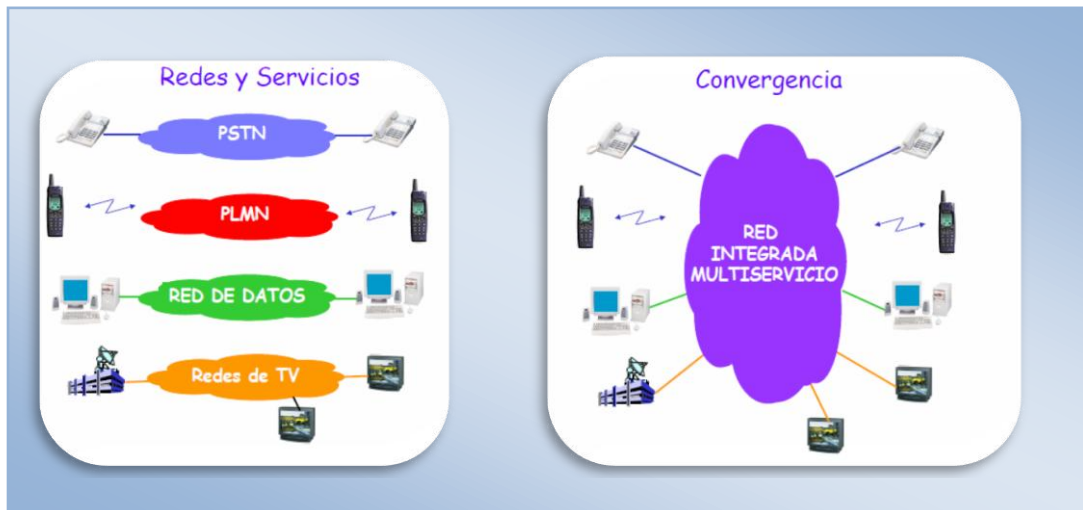 Redes y Servicios
PSTN
PLMN
RED DE DATOS
Redes de TV
Convergencia
RED
INTEGRADA
MULTISERVICIO